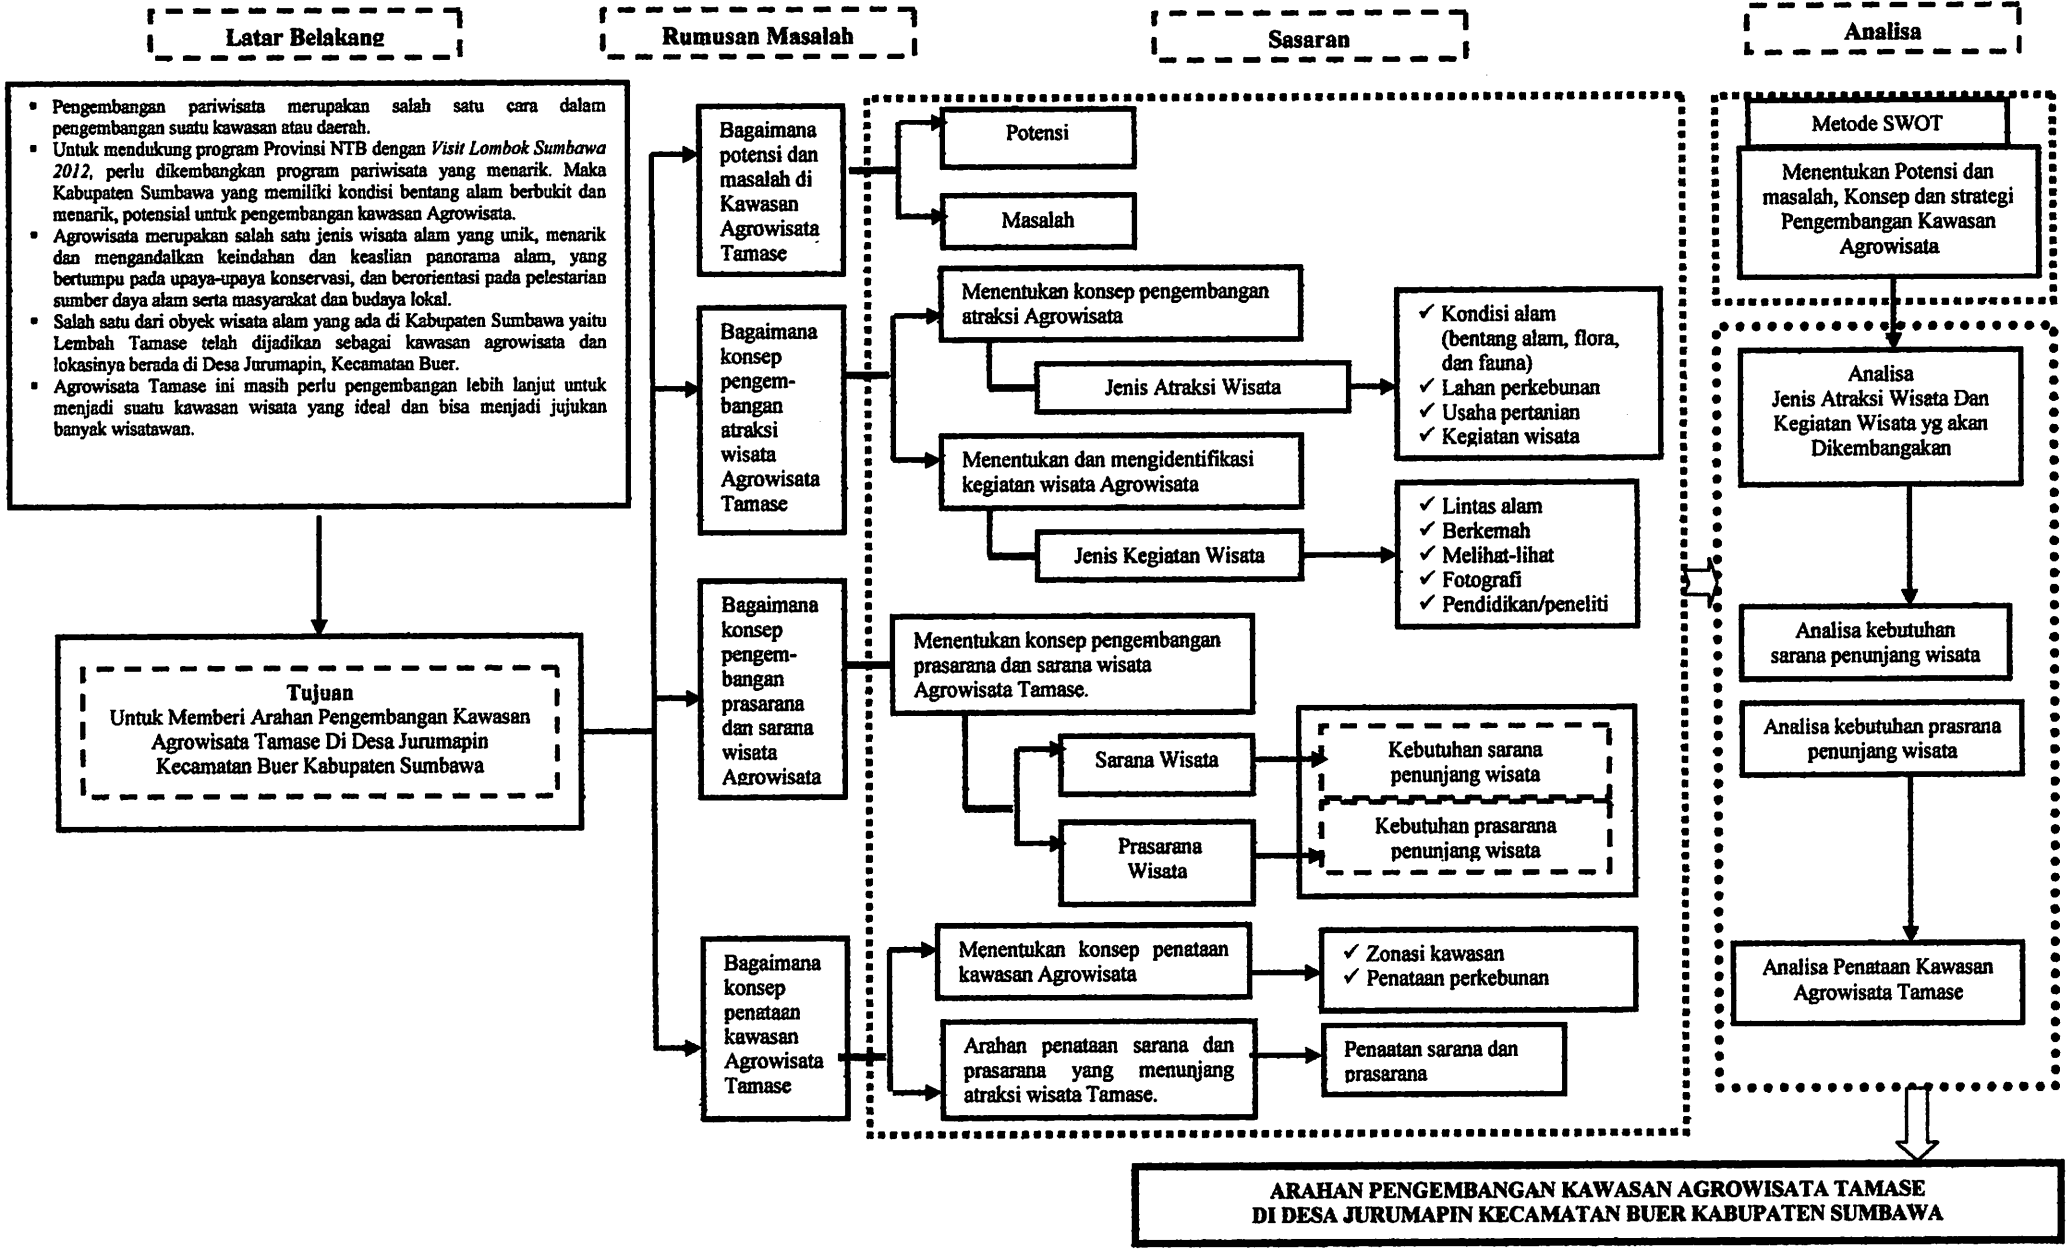 Latar Belakang
Rumusan Masalah
Sasaran
Analisa
▪ Pengembangan pariwisata merupakan salah satu cara dalam
pengembangan suatu kawasan atau daerah.
▪ Untuk mendukung program Provinsi NTB dengan Visit Lombok Sumbawa
2012, perlu dikembangkan program pariwisata yang menarik. Maka
Kabupaten Sumbawa yang memiliki kondisi bentang alam berbukit dan
menarik, potensial untuk pengembangan kawasan Agrowisata.
▪ Agrowisata merupakan salah satu jenis wisata alam yang unik, menarik
dan mengandalkan keindahan dan keaslian panorama alam, yang
bertumpu pada upaya-upaya konservasi, dan berorientasi pada pelestarian
sumber daya alam serta masyarakat dan budaya lokal.
▪ Salah satu dari obyek wisata alam yang ada di Kabupaten Sumbawa yaitu
Lembah Tamase telah dijadikan sebagai kawasan agrowisata dan
lokasinya berada di Desa Jurumapin, Kecamatan Buer.
▪ Agrowisata Tamase ini masih perlu pengembangan lebih lanjut untuk
menjadi suatu kawasan wisata yang ideal dan bisa menjadi jujukan
banyak wisatawan.
Tujuan
Untuk Memberi Arahan Pengembangan Kawasan
Agrowisata Tamase Di Desa Jurumapin
Kecamatan Buer Kabupaten Sumbawa
Bagaimana
potensi dan
masalah di
Kawasan
Agrowisata
Tamase
Bagaimana
konsep
pengem-
bangan
atraksi
wisata
Agrowisata
Tamase
Bagaimana
konsep
pengem-
bangan
prasarana
dan sarana
wisata
Agrowisata
Bagaimana
konsep
penataan
kawasan
Agrowisata
Tamase
Potensi
Masalah
Menentukan konsep pengembangan
atraksi Agrowisata
Jenis Atraksi Wisata
✓ Kondisi alam
(bentang alam, flora,
dan fauna)
✓ Lahan perkebunan
✓ Usaha pertanian
✓ Kegiatan wisata
Menentukan dan mengidentifikasi
kegiatan wisata Agrowisata
Jenis Kegiatan Wisata
✓ Lintas alam
✓ Berkemah
✓ Melihat-lihat
✓ Fotografi
✓ Pendidikan/peneliti
Menentukan konsep pengembangan
prasarana dan sarana wisata
Agrowisata Tamase.
Sarana Wisata
Prasarana
Wisata
Kebutuhan sarana
penunjang wisata
Kebutuhan prasarana
penunjang wisata
Menentukan konsep penataan
kawasan Agrowisata
✓ Zonasi kawasan
✓ Penataan perkebunan
Arahan penataan sarana dan
prasarana yang menunjang
atraksi wisata Tamase.
Penaatan sarana dan
prasarana
Metode SWOT
Menentukan Potensi dan
masalah, Konsep dan strategi
Pengembangan Kawasan
Agrowisata
Analisa
Jenis Atraksi Wisata Dan
Kegiatan Wisata yg akan
Dikembangakan
Analisa kebutuhan
sarana penunjang wisata
Analisa kebutuhan prasrana
penunjang wisata
Analisa Penataan Kawasan
Agrowisata Tamase
ARAHAN PENGEMBANGAN KAWASAN AGROWISATA TAMASE
DI DESA JURUMAPIN KECAMATAN BUER KABUPATEN SUMBAWA